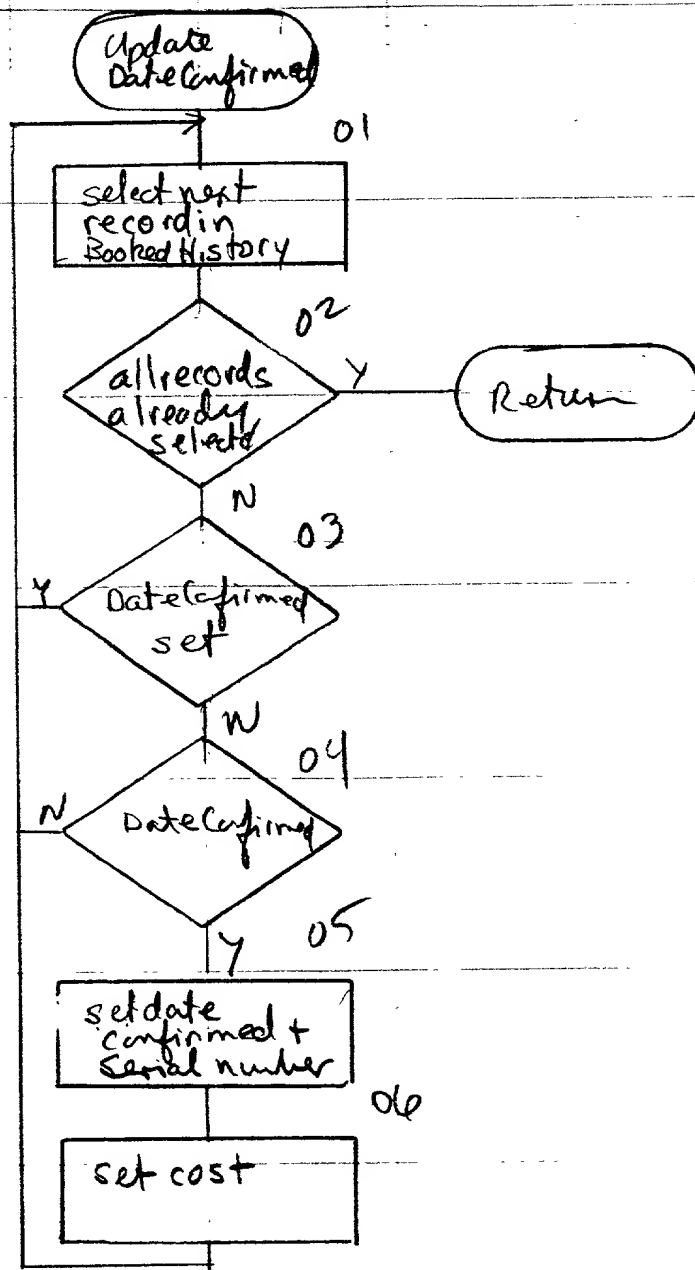 Update
DateConfirmed
01
select next
record in
Booked History
02
all records
already
selected
Y
Return
N
03
DateConfirmed
set
Y
N
04
DateConfirmed
N
05
Y
set date
confirmed +
serial number
06
set cost